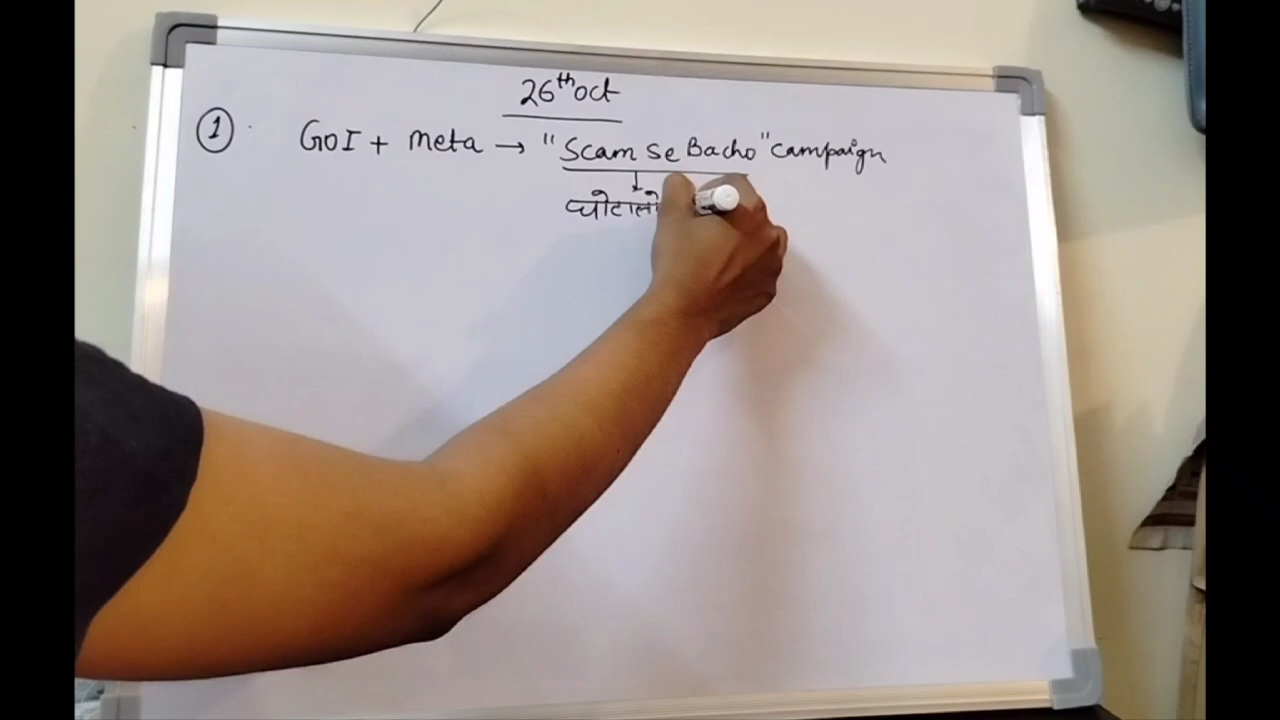 26th oct
① GOI + Meta → "Scam Se Bacho" campaign
घोटालो